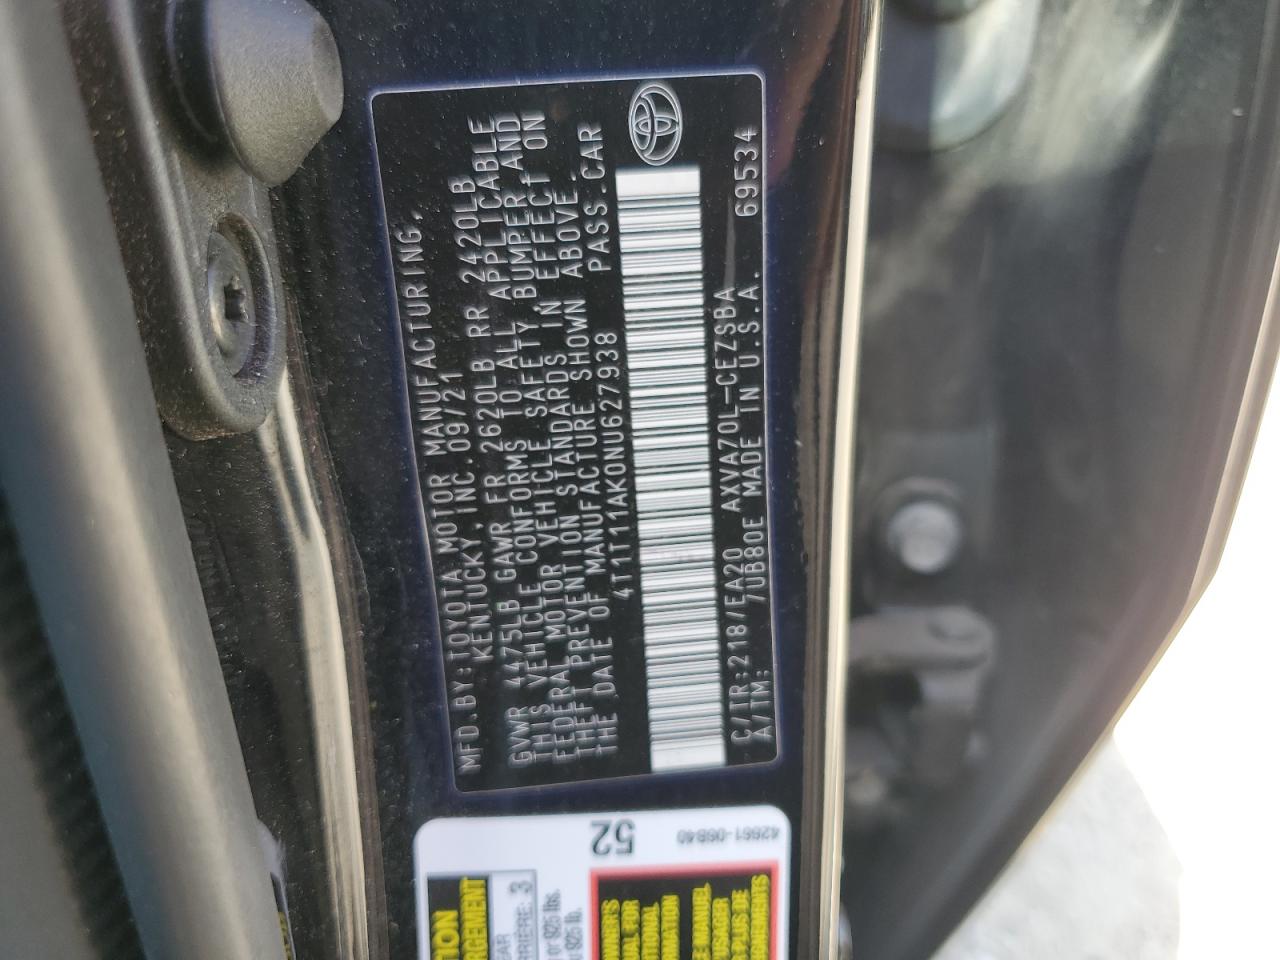 MFD.BY:TOYOTA MOTOR MANUFACTURING,
KENTUCKY, INC. 09/21
GVWR 4475LB GAWR FR 2620LB RR 2420LB
THIS VEHICLE CONFORMS TO ALL APPLICABLE
FEDERAL MOTOR VEHICLE SAFETY, BUMPER, AND
THEFT PREVENTION STANDARDS IN EFFECT ON
THE DATE OF MANUFACTURE SHOWN ABOVE.
4T1T11AK0NU627938 PASS.CAR
C/TR:218/EA20 AXVA70L-CEZSBA 69534
A/TM: /UB80E MADE IN U.S.A.
52
42661-06B40
3